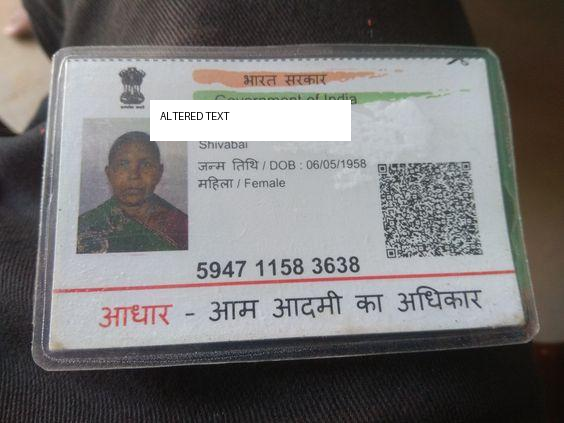 भारत सरकार
Government of India
ALTERED TEXT
Shivabai
जन्म तिथि / DOB : 06/05/1958
महिला / Female
5947 1158 3638
आधार - आम आदमी का अधिकार